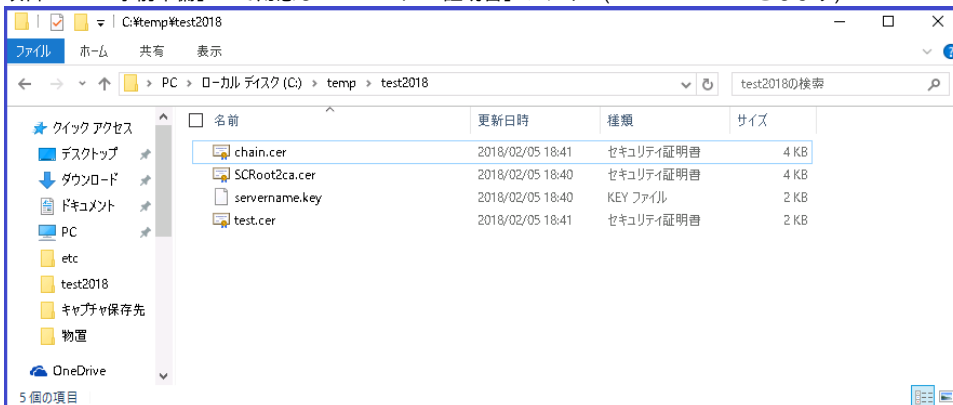 C:¥temp¥test2018
ファイル ホーム 共有 表示
PC › ローカル ディスク (C:) › temp › test2018
test2018の検索
クイック アクセス
デスクトップ
ダウンロード
ドキュメント
PC
etc
test2018
キャプチャ保存先
物置
OneDrive
名前 更新日時 種類 サイズ
chain.cer 2018/02/05 18:41 セキュリティ証明書 4 KB
SCRoot2ca.cer 2018/02/05 18:40 セキュリティ証明書 4 KB
servername.key 2018/02/05 18:40 KEY ファイル 2 KB
test.cer 2018/02/05 18:41 セキュリティ証明書 2 KB
5 個の項目